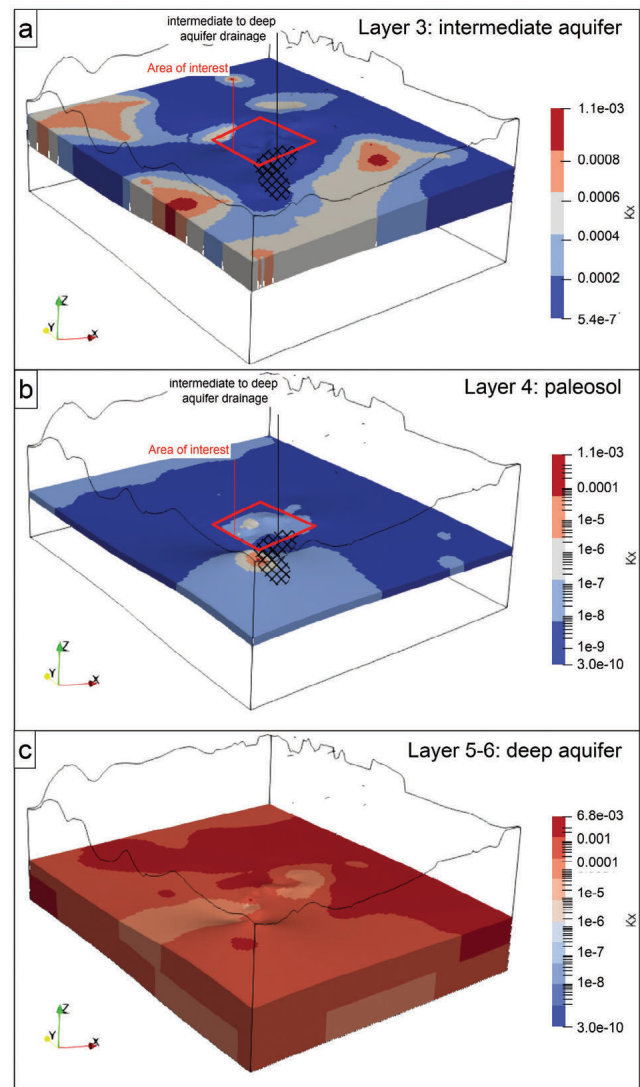 a
intermediate to deep
aquifer drainage
Layer 3: intermediate aquifer
Area of interest
1.1e-03
0.0008
0.0006
0.0004
0.0002
5.4e-7
Kx
Z
Y
X
b
intermediate to deep
aquifer drainage
Layer 4: paleosol
Area of interest
1.1e-03
0.0001
1e-5
1e-6
1e-7
1e-8
1e-9
3.0e-10
Kx
Z
Y
X
c
Layer 5-6: deep aquifer
6.8e-03
0.001
0.0001
1e-5
1e-6
1e-7
1e-8
3.0e-10
Kx
Z
Y
X